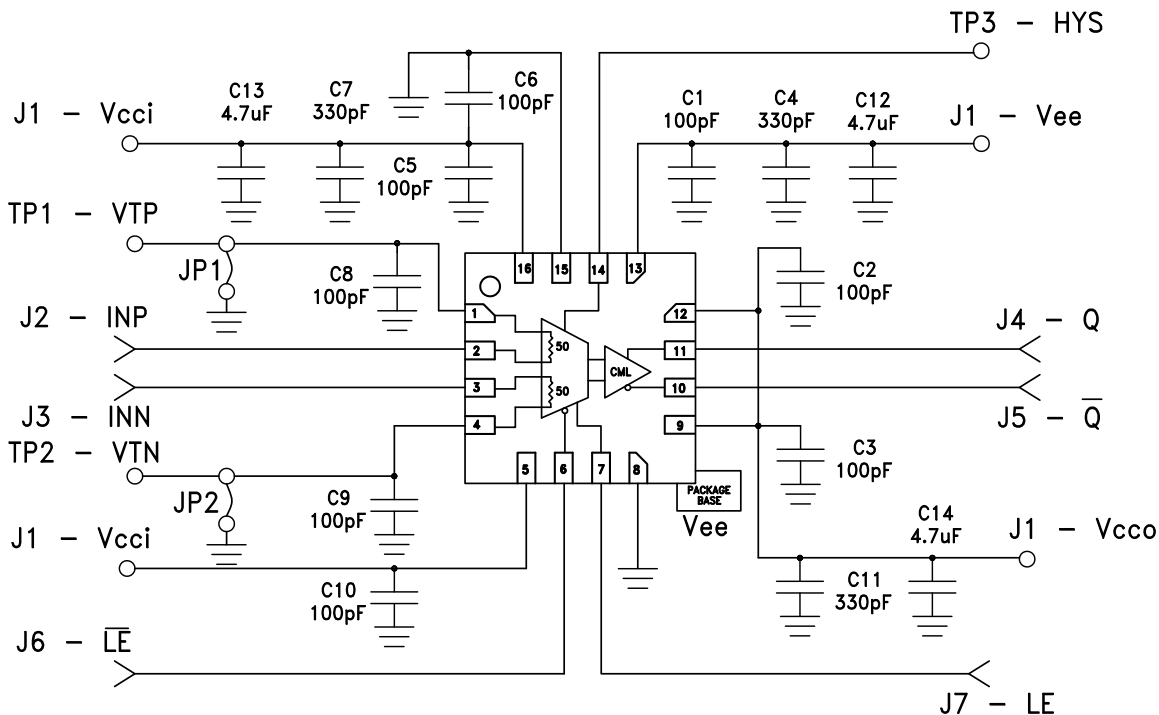 TP3 - HYS
C6
100pF
C13
4.7uF
C7
330pF
C1
100pF
C4
330pF
C12
4.7uF
J1 - Vcci
J1 - Vee
C5
100pF
TP1 - VTP
JP1
C8
100pF
16
15
14
13
C2
100pF
J2 - INP
1
12
J4 - Q
2
50
11
CML
3
50
10
J3 - INN
J5 - Q̅
4
9
TP2 - VTN
C3
100pF
5
6
7
8
JP2
C9
100pF
PACKAGE
BASE
Vee
C14
4.7uF
J1 - Vcci
J1 - Vcco
C10
100pF
C11
330pF
J6 - L̅E̅
J7 - LE